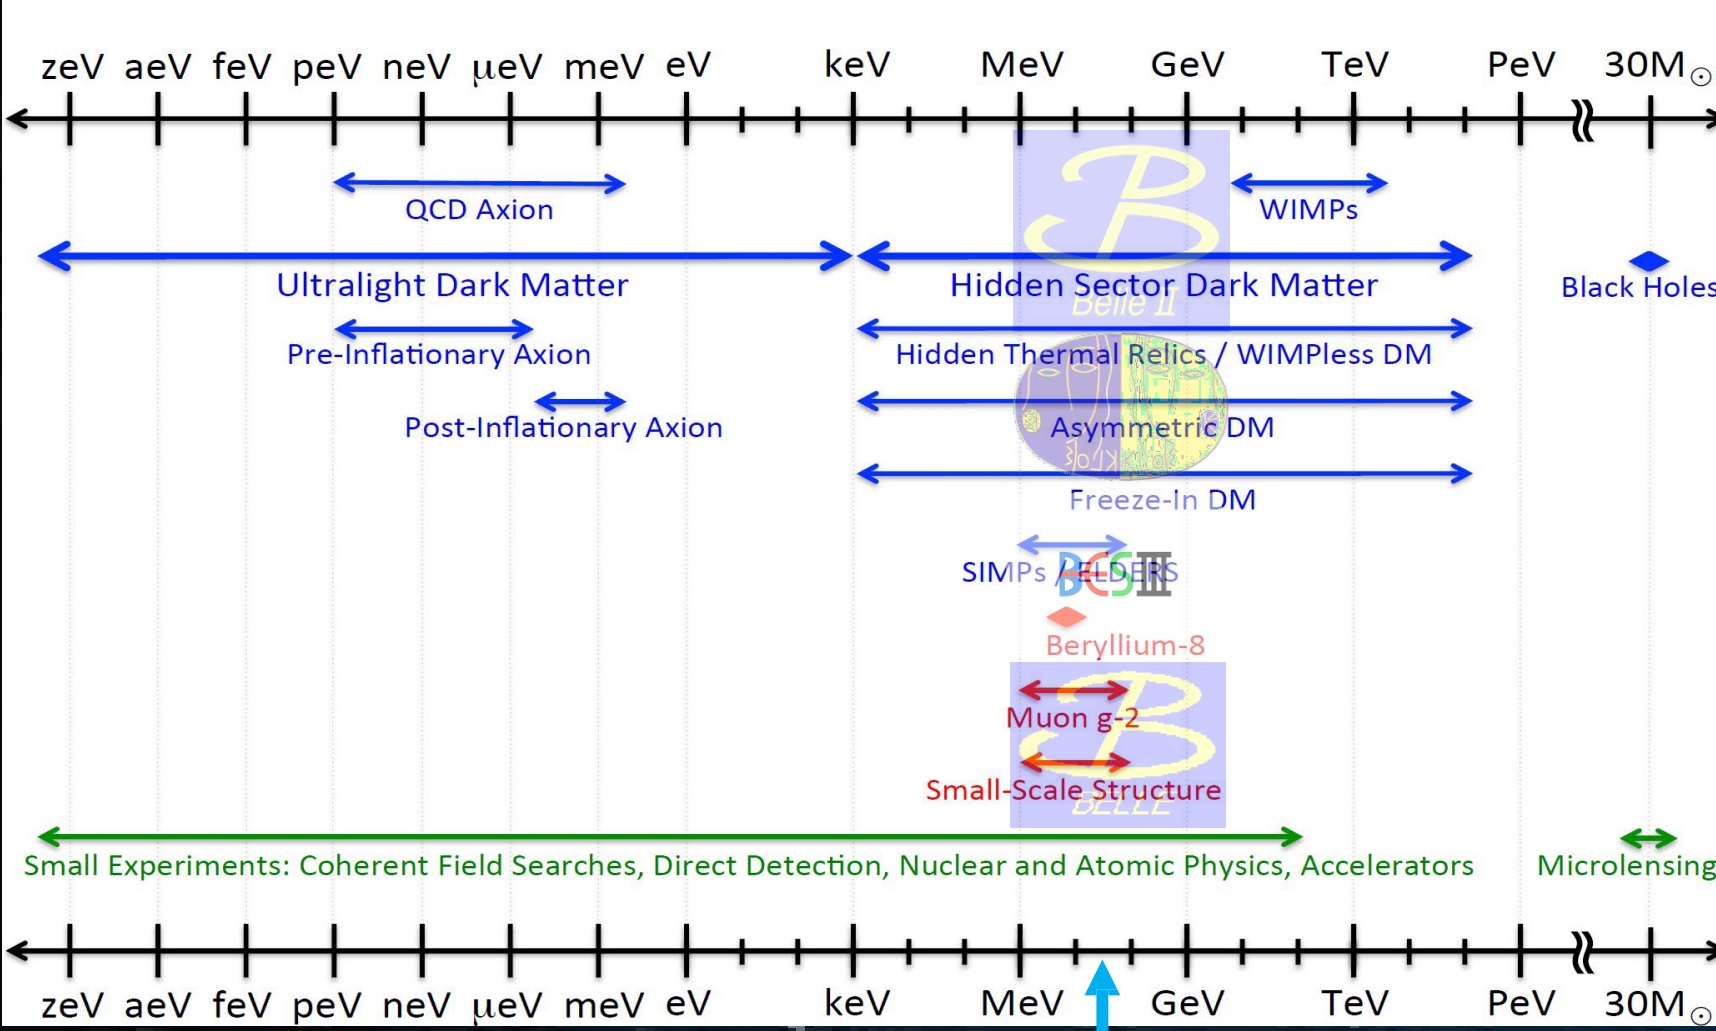 zeV aeV feV peV neV μeV meV eV keV MeV GeV TeV PeV 30M☉
QCD Axion WIMPs
Ultralight Dark Matter Hidden Sector Dark Matter Black Holes
Belle II
Pre-Inflationary Axion Hidden Thermal Relics / WIMPless DM
Post-Inflationary Axion Asymmetric DM
KLOE KLOE
Freeze-In DM
SIMPs / ELDERS
BESIII
Beryllium-8
Muon g-2
Small-Scale Structure
BELLE
Small Experiments: Coherent Field Searches, Direct Detection, Nuclear and Atomic Physics, Accelerators Microlensing
zeV aeV feV peV neV μeV meV eV keV MeV GeV TeV PeV 30M☉